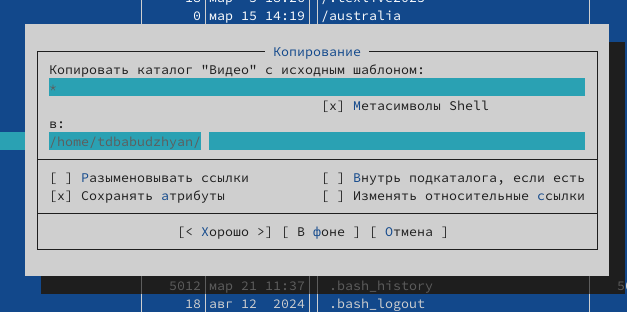 0 мар 15 14:19 /australia
Копирование
Копировать каталог "Видео" с исходным шаблоном:
*
[x] Метасимволы Shell
в:
/home/tdbabudzhyan/
[ ] Разыменовывать ссылки [ ] Внутрь подкаталога, если есть
[x] Сохранять атрибуты [ ] Изменять относительные ссылки
[< Хорошо >] [ В фоне ] [ Отмена ]
5012 мар 21 11:37 .bash_history
18 авг 12 2024 .bash_logout